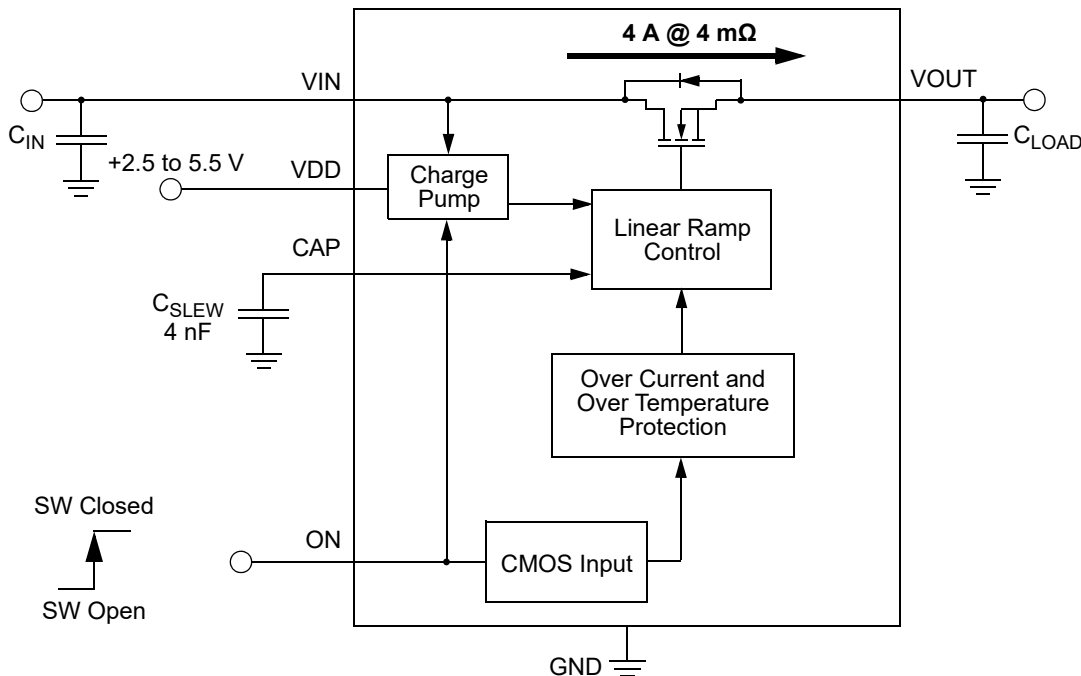 4 A @ 4 mΩ
VIN
VOUT
C_IN
C_LOAD
+2.5 to 5.5 V
VDD
Charge
Pump
Linear Ramp
Control
CAP
C_SLEW
4 nF
Over Current and
Over Temperature
Protection
SW Closed
ON
CMOS Input
SW Open
GND